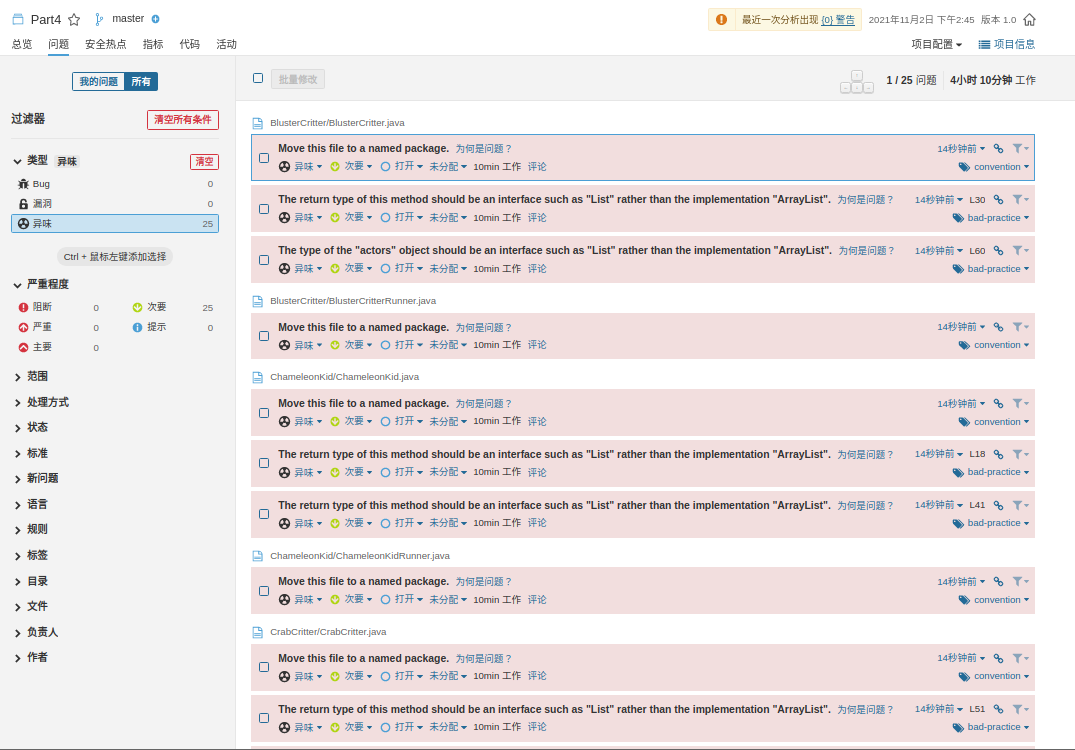 Part4 master 最近一次分析出现 {0} 警告 2021年11月2日 下午2:45 版本 1.0
总览 问题 安全热点 指标 代码 活动 项目配置 项目信息
我的问题 所有 批量修改 1 / 25 问题 4小时 10分钟 工作
过滤器 清空所有条件
类型 异味 清空
Bug 0
漏洞 0
异味 25
Ctrl + 鼠标左键添加选择
严重程度
阻断 0 次要 25
严重 0 提示 0
主要 0
范围
处理方式
状态
标准
新问题
语言
规则
标签
目录
文件
负责人
作者
BlusterCritter/BlusterCritter.java
Move this file to a named package. 为何是问题？ 14秒钟前
异味 次要 打开 未分配 10min 工作 评论 convention
The return type of this method should be an interface such as "List" rather than the implementation "ArrayList". 为何是问题？ 14秒钟前 L30
异味 次要 打开 未分配 10min 工作 评论 bad-practice
The type of the "actors" object should be an interface such as "List" rather than the implementation "ArrayList". 为何是问题？ 14秒钟前 L60
异味 次要 打开 未分配 10min 工作 评论 bad-practice
BlusterCritter/BlusterCritterRunner.java
Move this file to a named package. 为何是问题？ 14秒钟前
异味 次要 打开 未分配 10min 工作 评论 convention
ChameleonKid/ChameleonKid.java
Move this file to a named package. 为何是问题？ 14秒钟前
异味 次要 打开 未分配 10min 工作 评论 convention
The return type of this method should be an interface such as "List" rather than the implementation "ArrayList". 为何是问题？ 14秒钟前 L18
异味 次要 打开 未分配 10min 工作 评论 bad-practice
The return type of this method should be an interface such as "List" rather than the implementation "ArrayList". 为何是问题？ 14秒钟前 L41
异味 次要 打开 未分配 10min 工作 评论 bad-practice
ChameleonKid/ChameleonKidRunner.java
Move this file to a named package. 为何是问题？ 14秒钟前
异味 次要 打开 未分配 10min 工作 评论 convention
CrabCritter/CrabCritter.java
Move this file to a named package. 为何是问题？ 14秒钟前
异味 次要 打开 未分配 10min 工作 评论 convention
The return type of this method should be an interface such as "List" rather than the implementation "ArrayList". 为何是问题？ 14秒钟前 L51
异味 次要 打开 未分配 10min 工作 评论 bad-practice